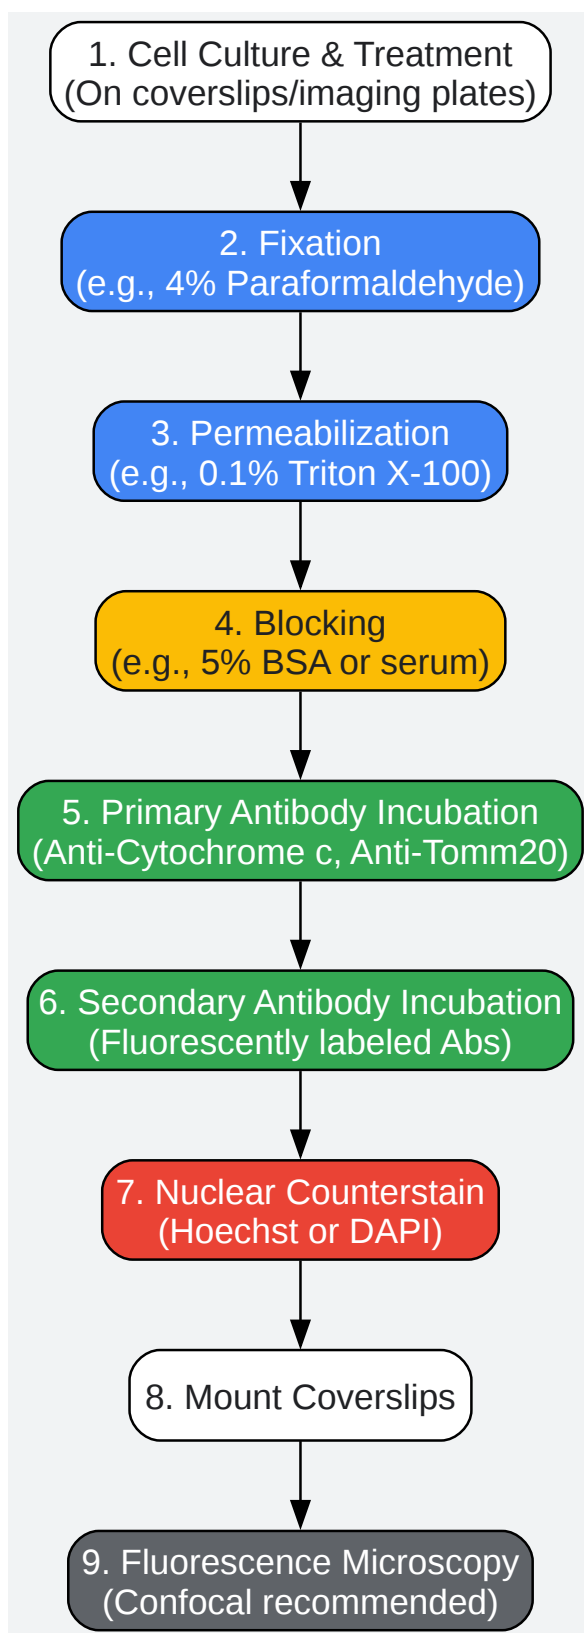 1. Cell Culture & Treatment
(On coverslips/imaging plates)
2. Fixation
(e.g., 4% Paraformaldehyde)
3. Permeabilization
(e.g., 0.1% Triton X-100)
4. Blocking
(e.g., 5% BSA or serum)
5. Primary Antibody Incubation
(Anti-Cytochrome c, Anti-Tomm20)
6. Secondary Antibody Incubation
(Fluorescently labeled Abs)
7. Nuclear Counterstain
(Hoechst or DAPI)
8. Mount Coverslips
9. Fluorescence Microscopy
(Confocal recommended)